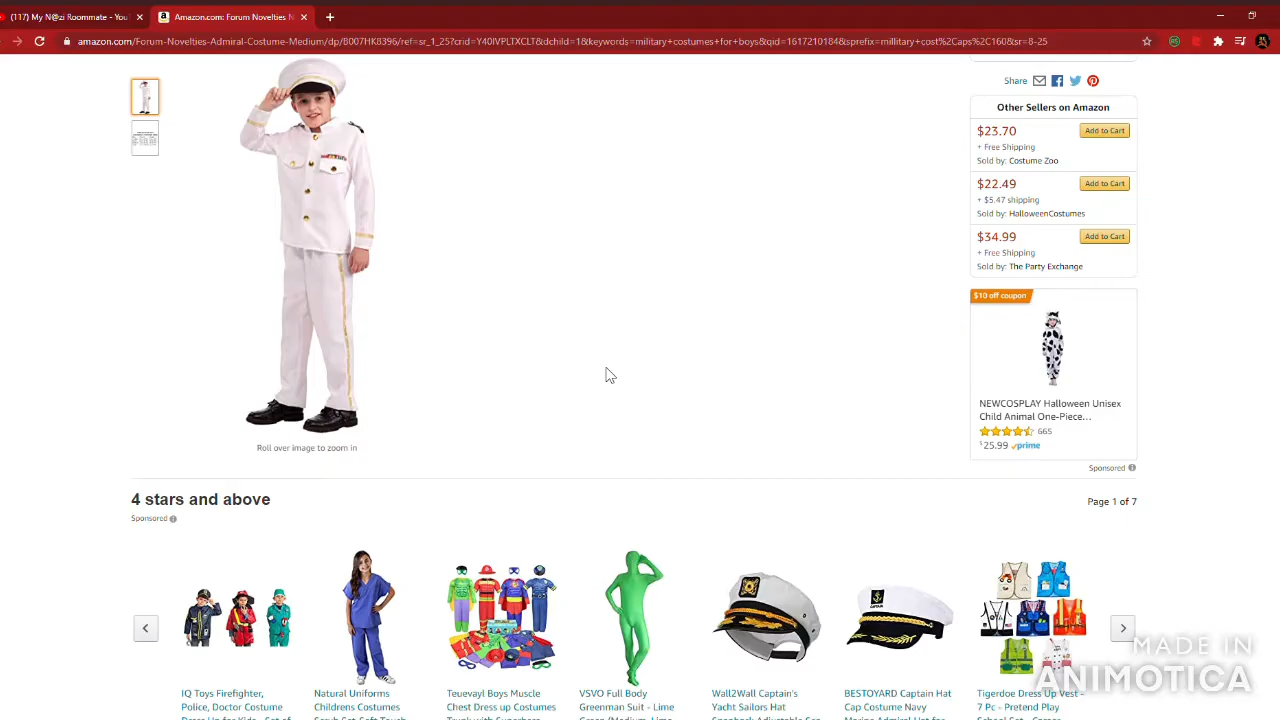 (117) My N@zi Roommate - You
Amazon.com: Forum Novelties N
amazon.com/Forum-Novelties-Admiral-Costume-Medium/dp/B007HK8396/ref=sr_1_25?crid=Y40IVPLTXCLT&dchild=1&keywords=military+costumes+for+boys&qid=1617210184&sprefix=millitary+cost%2Caps%2C160&sr=8-25
Share
Other Sellers on Amazon
$23.70
Add to Cart
+ Free Shipping
Sold by: Costume Zoo
$22.49
Add to Cart
+ $5.47 shipping
Sold by: HalloweenCostumes
$34.99
Add to Cart
+ Free Shipping
Sold by: The Party Exchange
$10 off coupon
NEWCOSPLAY Halloween Unisex
Child Animal One-Piece...
665
$25.99 prime
Sponsored
Roll over image to zoom in
4 stars and above
Page 1 of 7
Sponsored
IQ Toys Firefighter,
Police, Doctor Costume
Natural Uniforms
Childrens Costumes
Teuevayl Boys Muscle
Chest Dress up Costumes
VSVO Full Body
Greenman Suit - Lime
Wall2Wall Captain's
Yacht Sailors Hat
BESTOYARD Captain Hat
Cap Costume Navy
Tigerdoe Dress Up Vest -
7 Pc - Pretend Play
MADE IN
ANIMOTICA